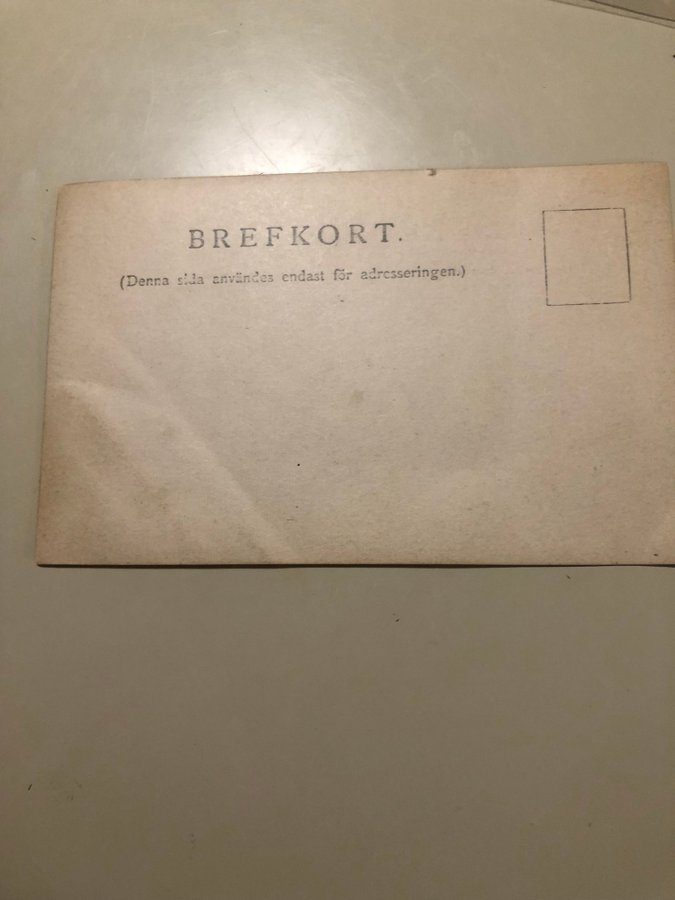 BREFKORT.
(Denna sida användes endast för adresseringen.)